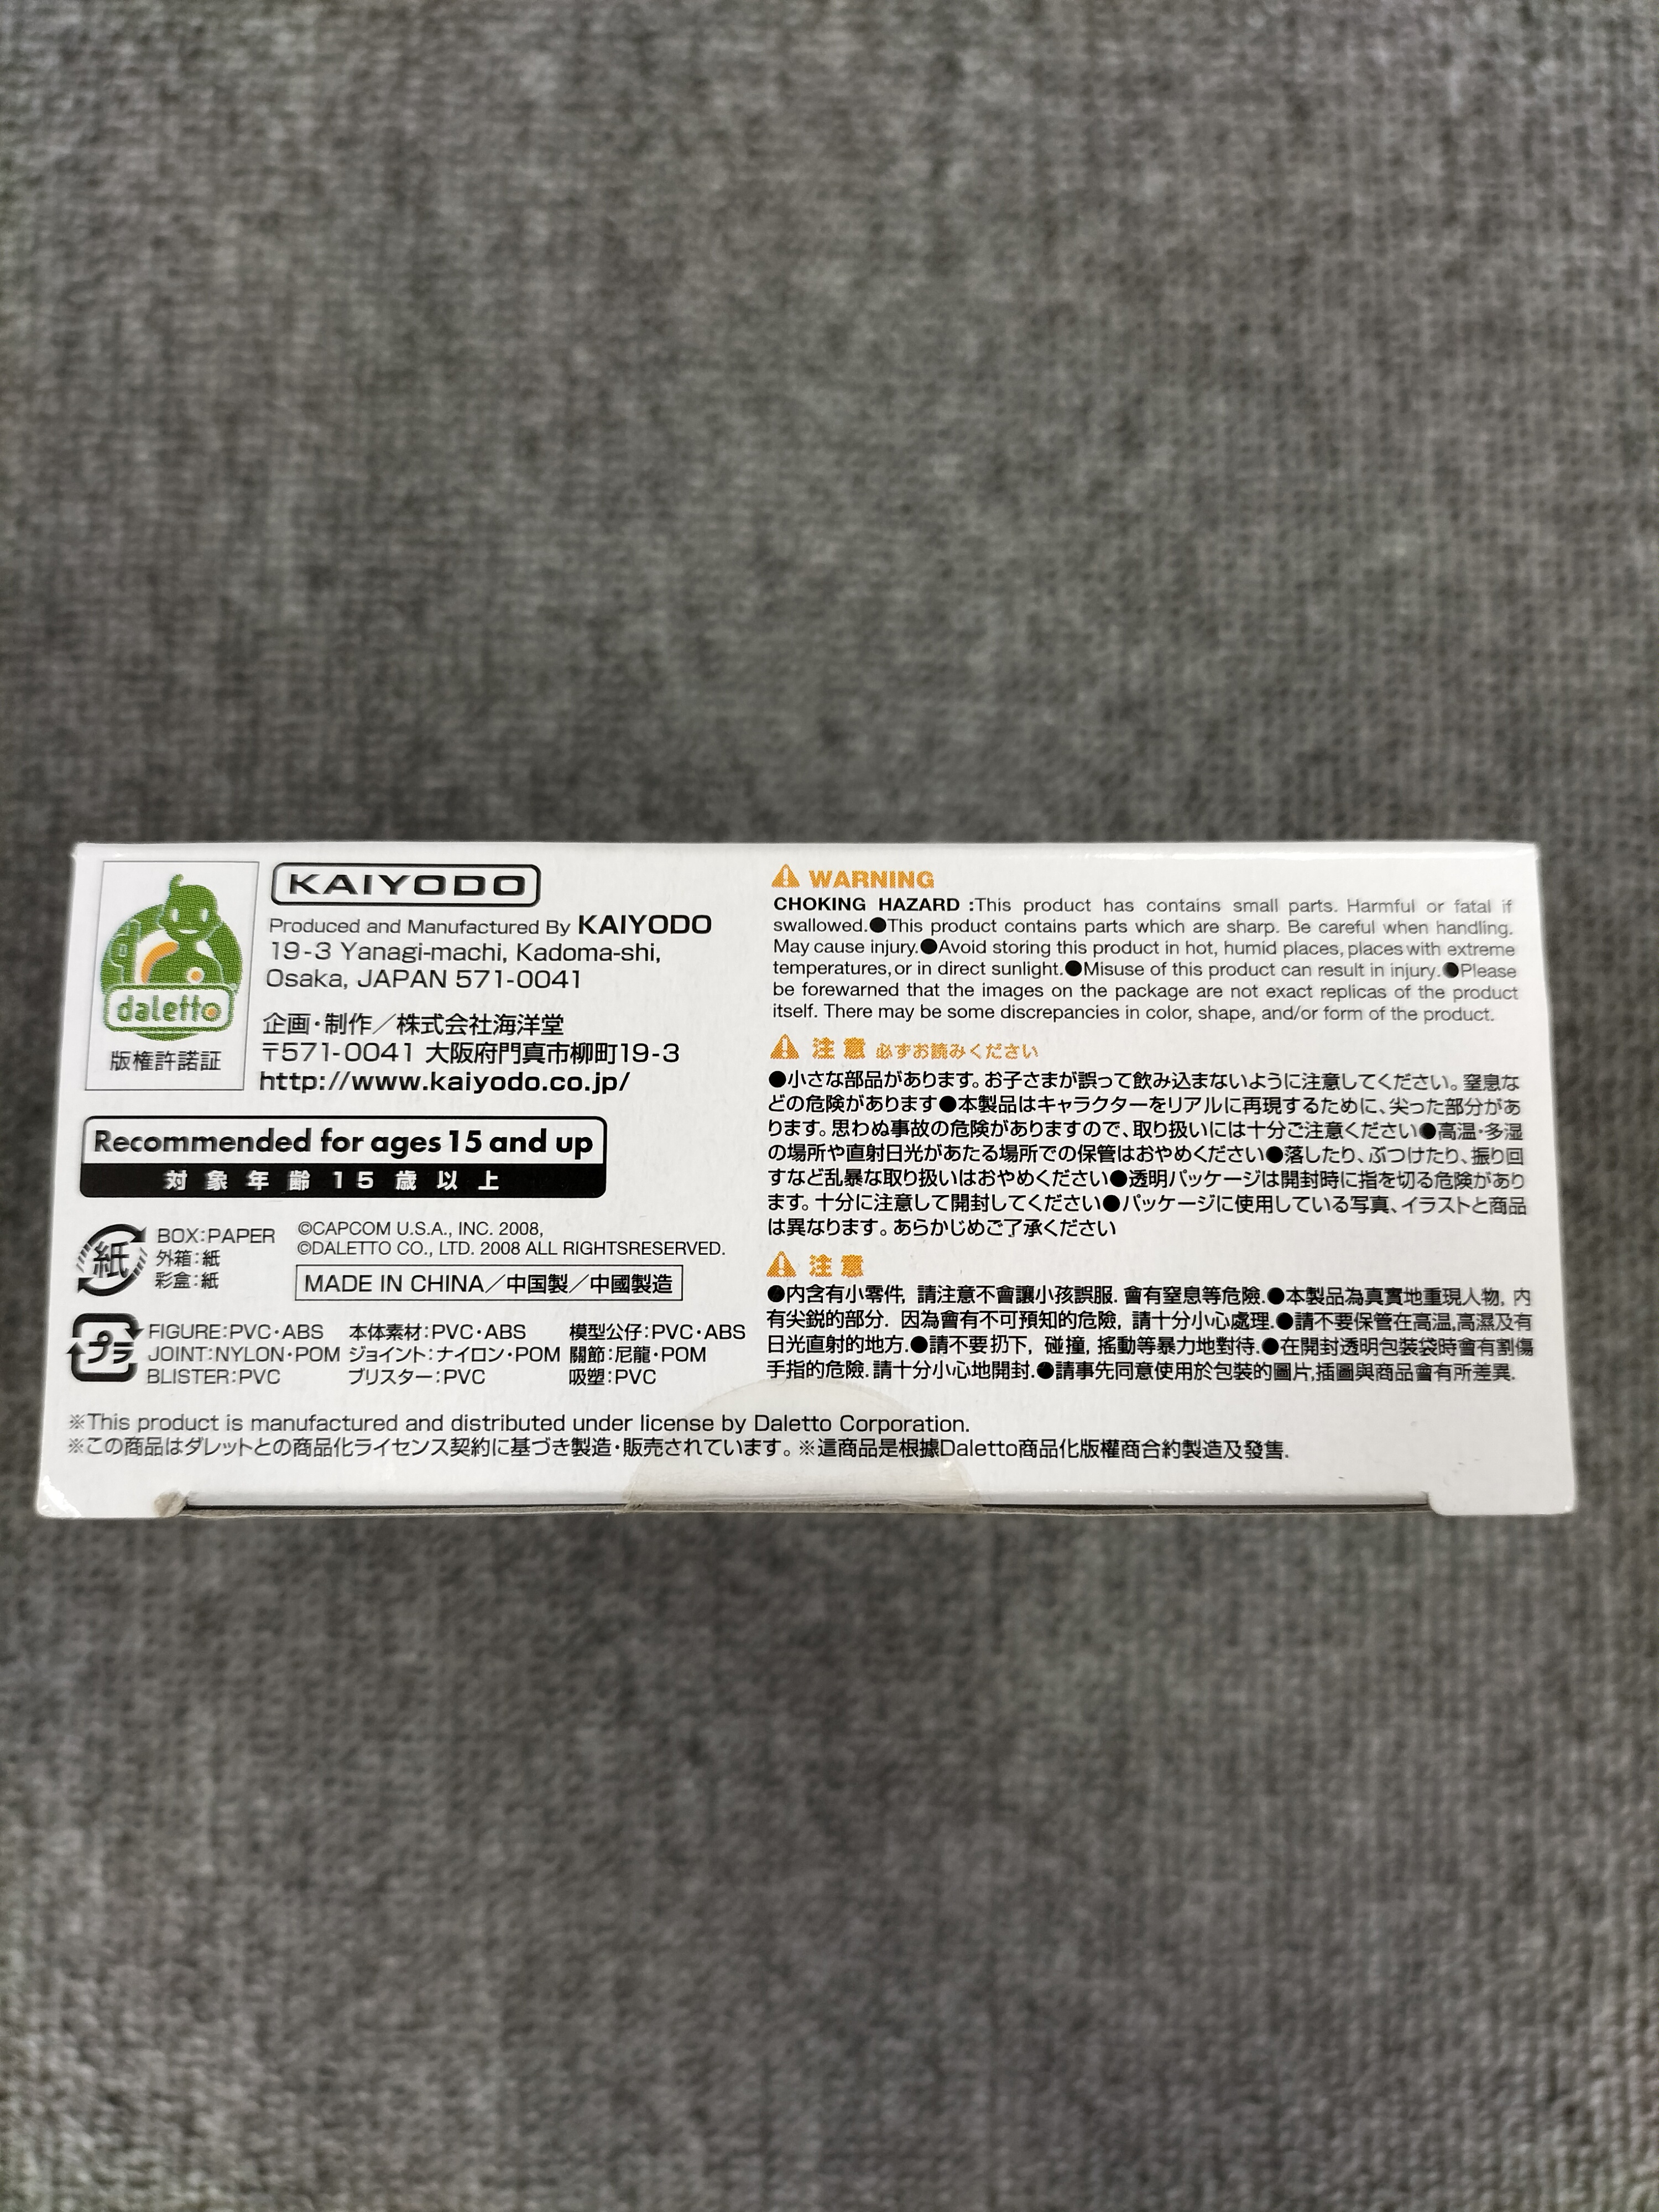 daletto
版権許諾証
KAIYODO
Produced and Manufactured By KAIYODO
19-3 Yanagi-machi, Kadoma-shi,
Osaka, JAPAN 571-0041
企画・制作／株式会社海洋堂
〒571-0041 大阪府門真市柳町19-3
http://www.kaiyodo.co.jp/
Recommended for ages 15 and up
対象年齢15歳以上
紙
BOX:PAPER
外箱:紙
彩盒:紙
©CAPCOM U.S.A., INC. 2008,
©DALETTO CO., LTD. 2008 ALL RIGHTSRESERVED.
MADE IN CHINA／中国製／中國製造
プラ
FIGURE:PVC・ABS 本体素材:PVC・ABS 模型公仔:PVC・ABS
JOINT:NYLON・POM ジョイント:ナイロン・POM 關節:尼龍・POM
BLISTER:PVC ブリスター:PVC 吸塑:PVC
⚠ WARNING
CHOKING HAZARD :This product has contains small parts. Harmful or fatal if
swallowed.●This product contains parts which are sharp. Be careful when handling.
May cause injury.●Avoid storing this product in hot, humid places, places with extreme
temperatures, or in direct sunlight.●Misuse of this product can result in injury.●Please
be forewarned that the images on the package are not exact replicas of the product
itself. There may be some discrepancies in color, shape, and/or form of the product.
⚠ 注意 必ずお読みください
●小さな部品があります。お子さまが誤って飲み込まないように注意してください。窒息な
どの危険があります●本製品はキャラクターをリアルに再現するために、尖った部分があ
ります。思わぬ事故の危険がありますので、取り扱いには十分ご注意ください●高温・多湿
の場所や直射日光があたる場所での保管はおやめください●落したり、ぶつけたり、振り回
すなど乱暴な取り扱いはおやめください●透明パッケージは開封時に指を切る危険があり
ます。十分に注意して開封してください●パッケージに使用している写真、イラストと商品
は異なります。あらかじめご了承ください
⚠ 注意
●内含有小零件, 請注意不會讓小孩誤服. 會有窒息等危險.●本製品為真實地重現人物, 内
有尖鋭的部分. 因為會有不可預知的危險, 請十分小心處理.●請不要保管在高温,高濕及有
日光直射的地方.●請不要扔下, 碰撞, 搖動等暴力地對待.●在開封透明包裝袋時會有割傷
手指的危險. 請十分小心地開封.●請事先同意使用於包裝的圖片,插圖與商品會有所差異.
※This product is manufactured and distributed under license by Daletto Corporation.
※この商品はダレットとの商品化ライセンス契約に基づき製造・販売されています。※這商品是根據Daletto商品化版權商合約製造及發售.